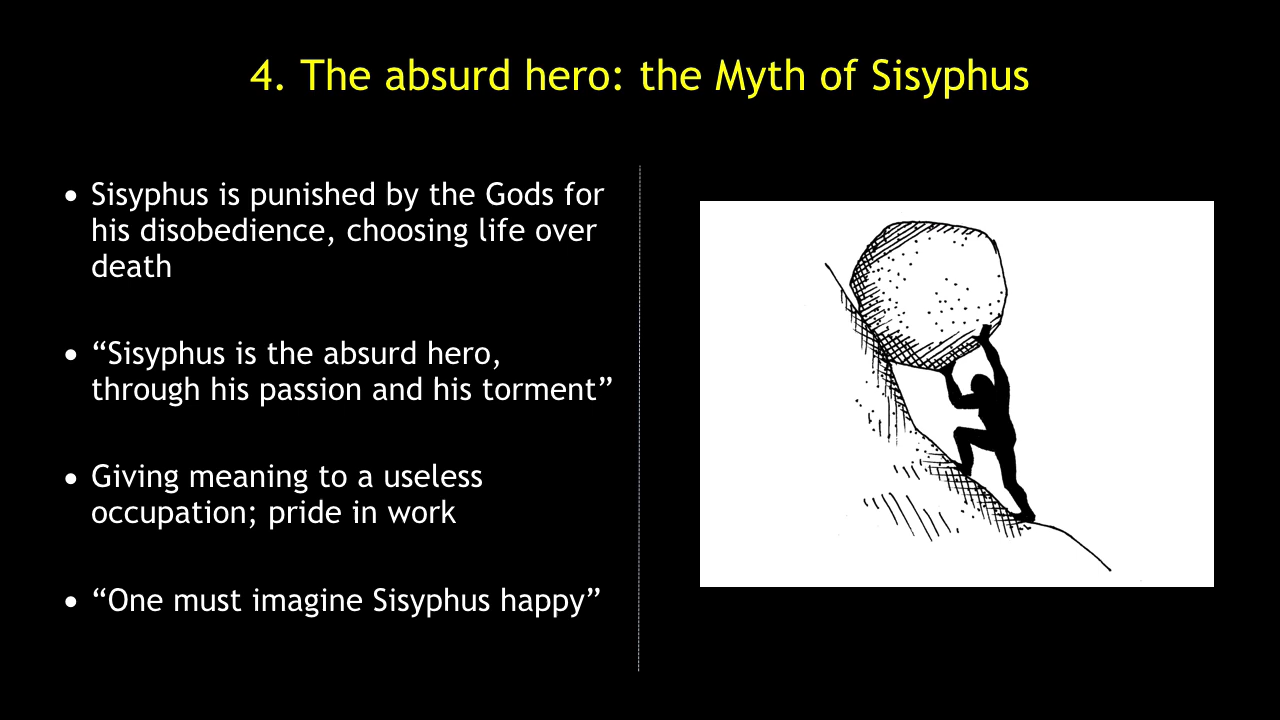 4. The absurd hero: the Myth of Sisyphus
• Sisyphus is punished by the Gods for
his disobedience, choosing life over
death
• “Sisyphus is the absurd hero,
through his passion and his torment”
• Giving meaning to a useless
occupation; pride in work
• “One must imagine Sisyphus happy”